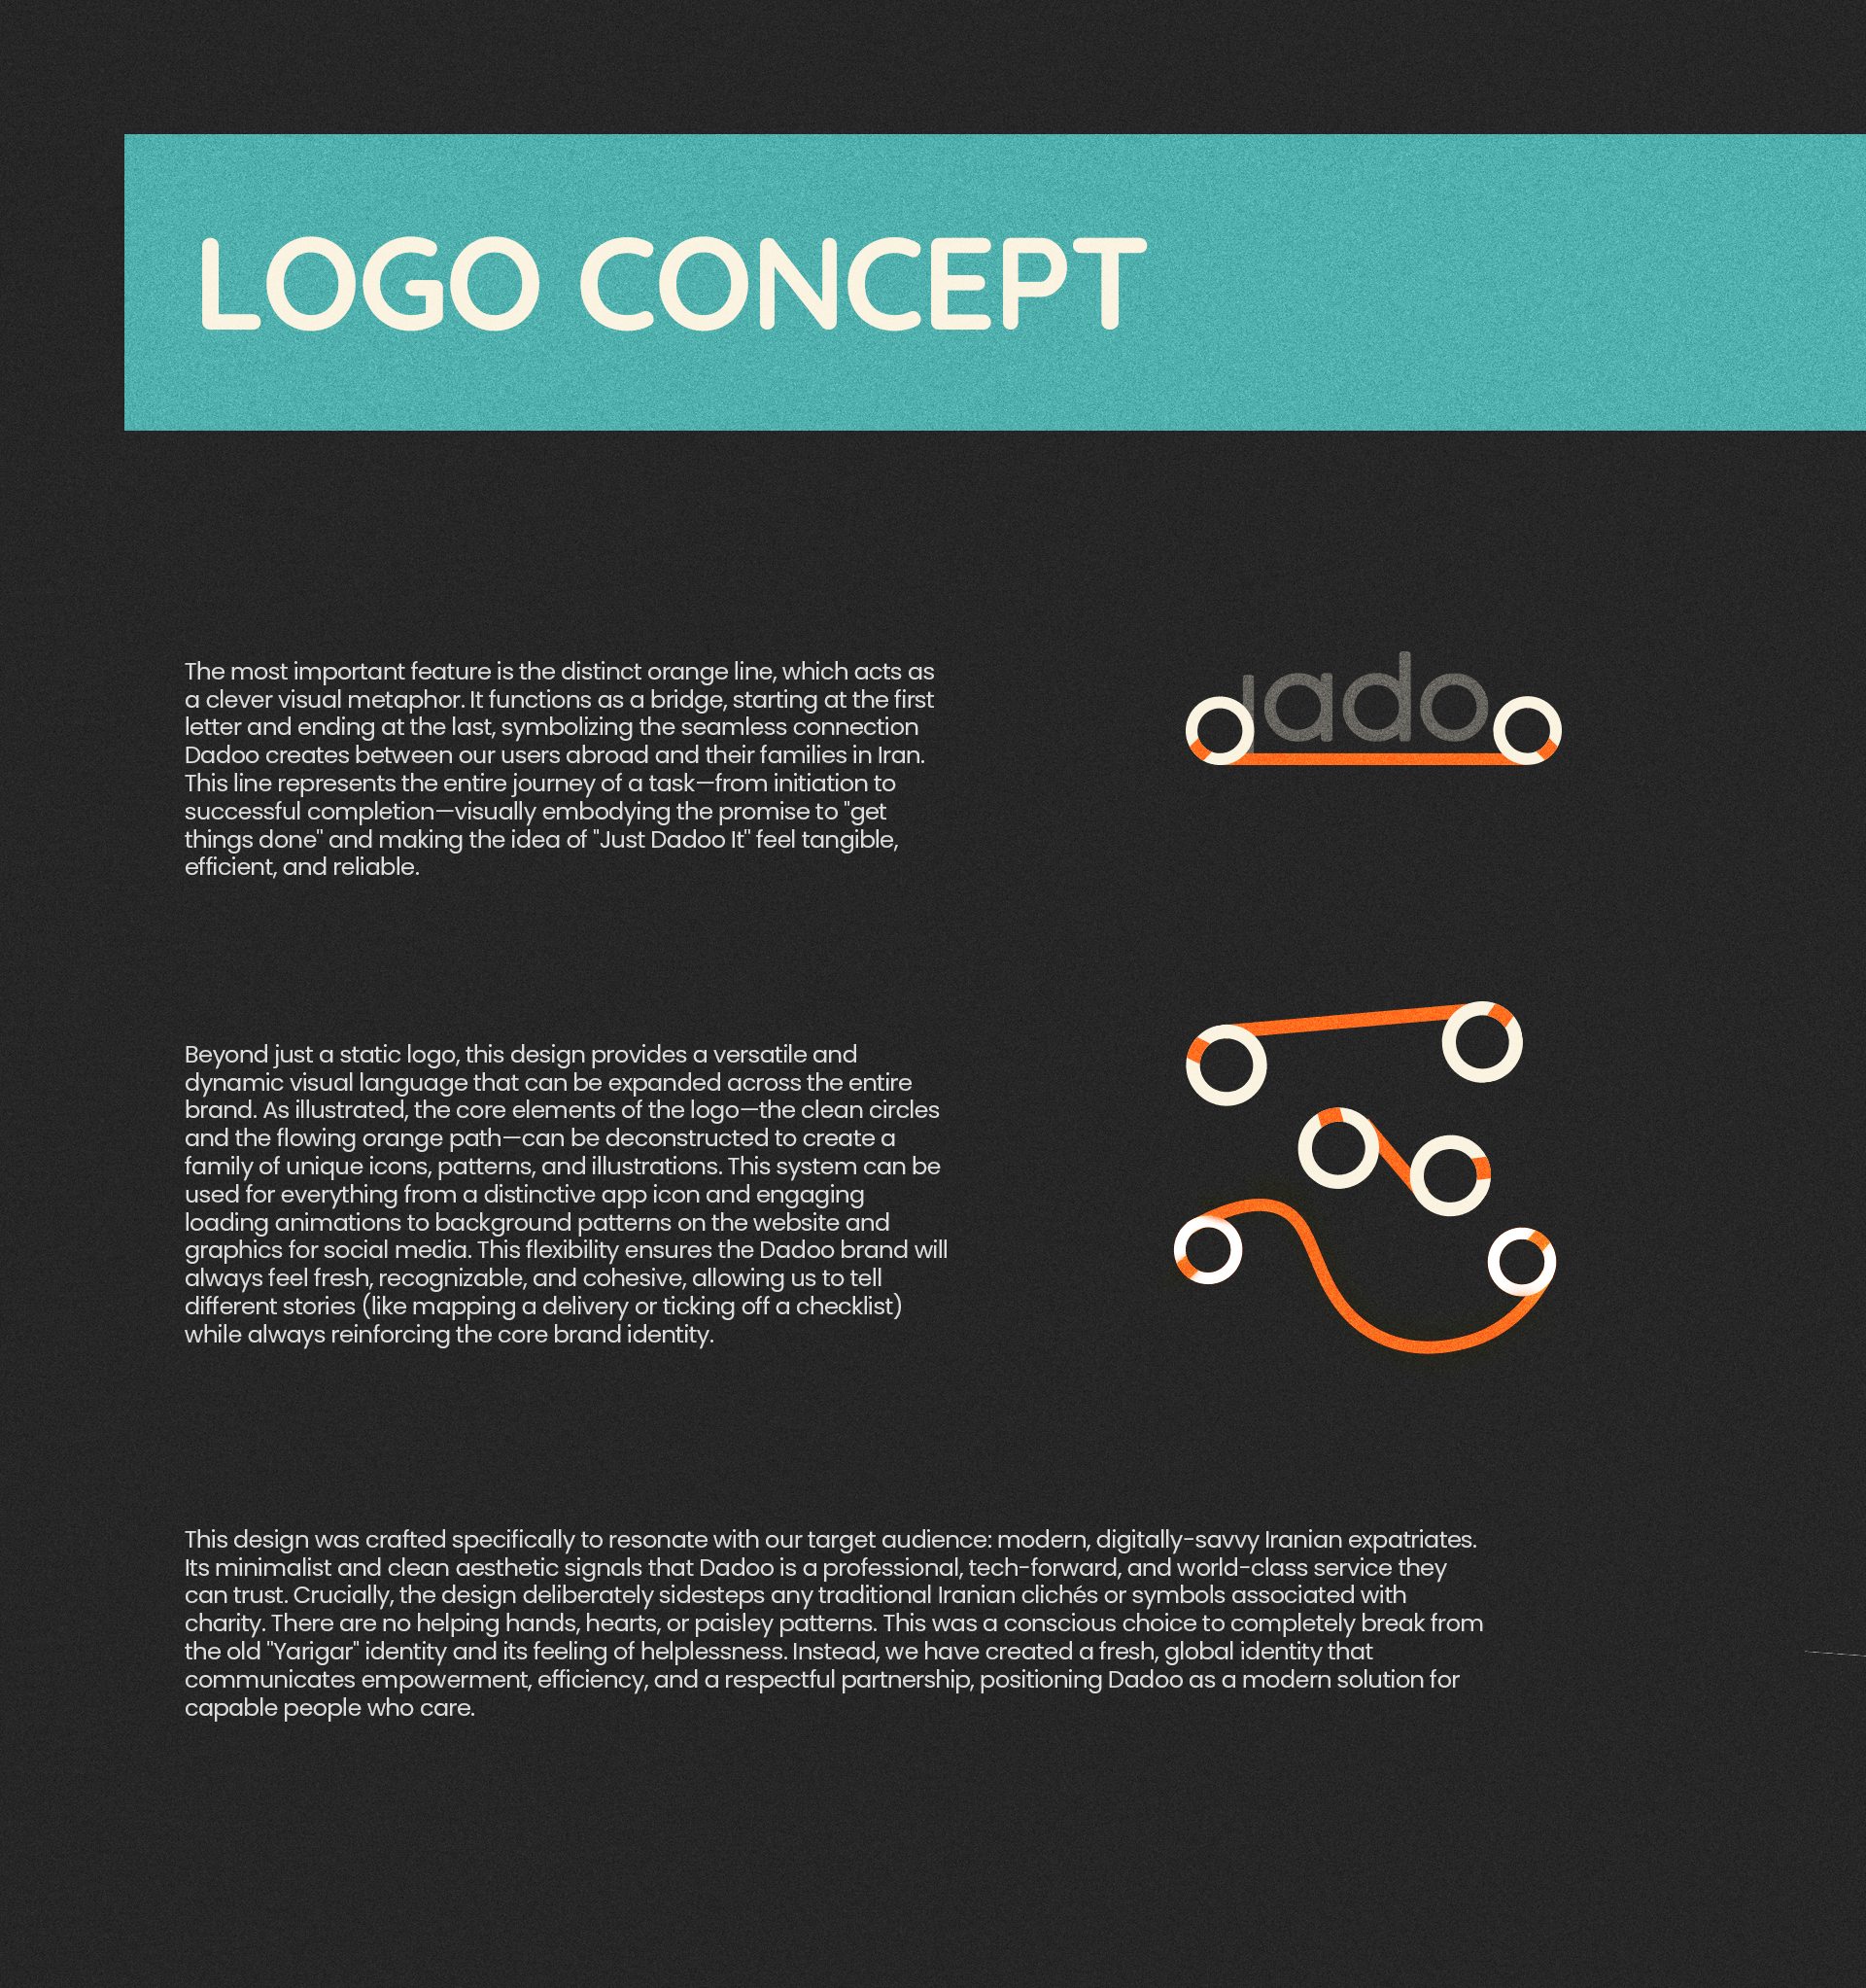 LOGO CONCEPT
The most important feature is the distinct orange line, which acts as
a clever visual metaphor. It functions as a bridge, starting at the first
letter and ending at the last, symbolizing the seamless connection
Dadoo creates between our users abroad and their families in Iran.
This line represents the entire journey of a task—from initiation to
successful completion—visually embodying the promise to "get
things done" and making the idea of "Just Dadoo It" feel tangible,
efficient, and reliable.
dadoo
Beyond just a static logo, this design provides a versatile and
dynamic visual language that can be expanded across the entire
brand. As illustrated, the core elements of the logo—the clean circles
and the flowing orange path—can be deconstructed to create a
family of unique icons, patterns, and illustrations. This system can be
used for everything from a distinctive app icon and engaging
loading animations to background patterns on the website and
graphics for social media. This flexibility ensures the Dadoo brand will
always feel fresh, recognizable, and cohesive, allowing us to tell
different stories (like mapping a delivery or ticking off a checklist)
while always reinforcing the core brand identity.
This design was crafted specifically to resonate with our target audience: modern, digitally-savvy Iranian expatriates.
Its minimalist and clean aesthetic signals that Dadoo is a professional, tech-forward, and world-class service they
can trust. Crucially, the design deliberately sidesteps any traditional Iranian clichés or symbols associated with
charity. There are no helping hands, hearts, or paisley patterns. This was a conscious choice to completely break from
the old "Yarigar" identity and its feeling of helplessness. Instead, we have created a fresh, global identity that
communicates empowerment, efficiency, and a respectful partnership, positioning Dadoo as a modern solution for
capable people who care.